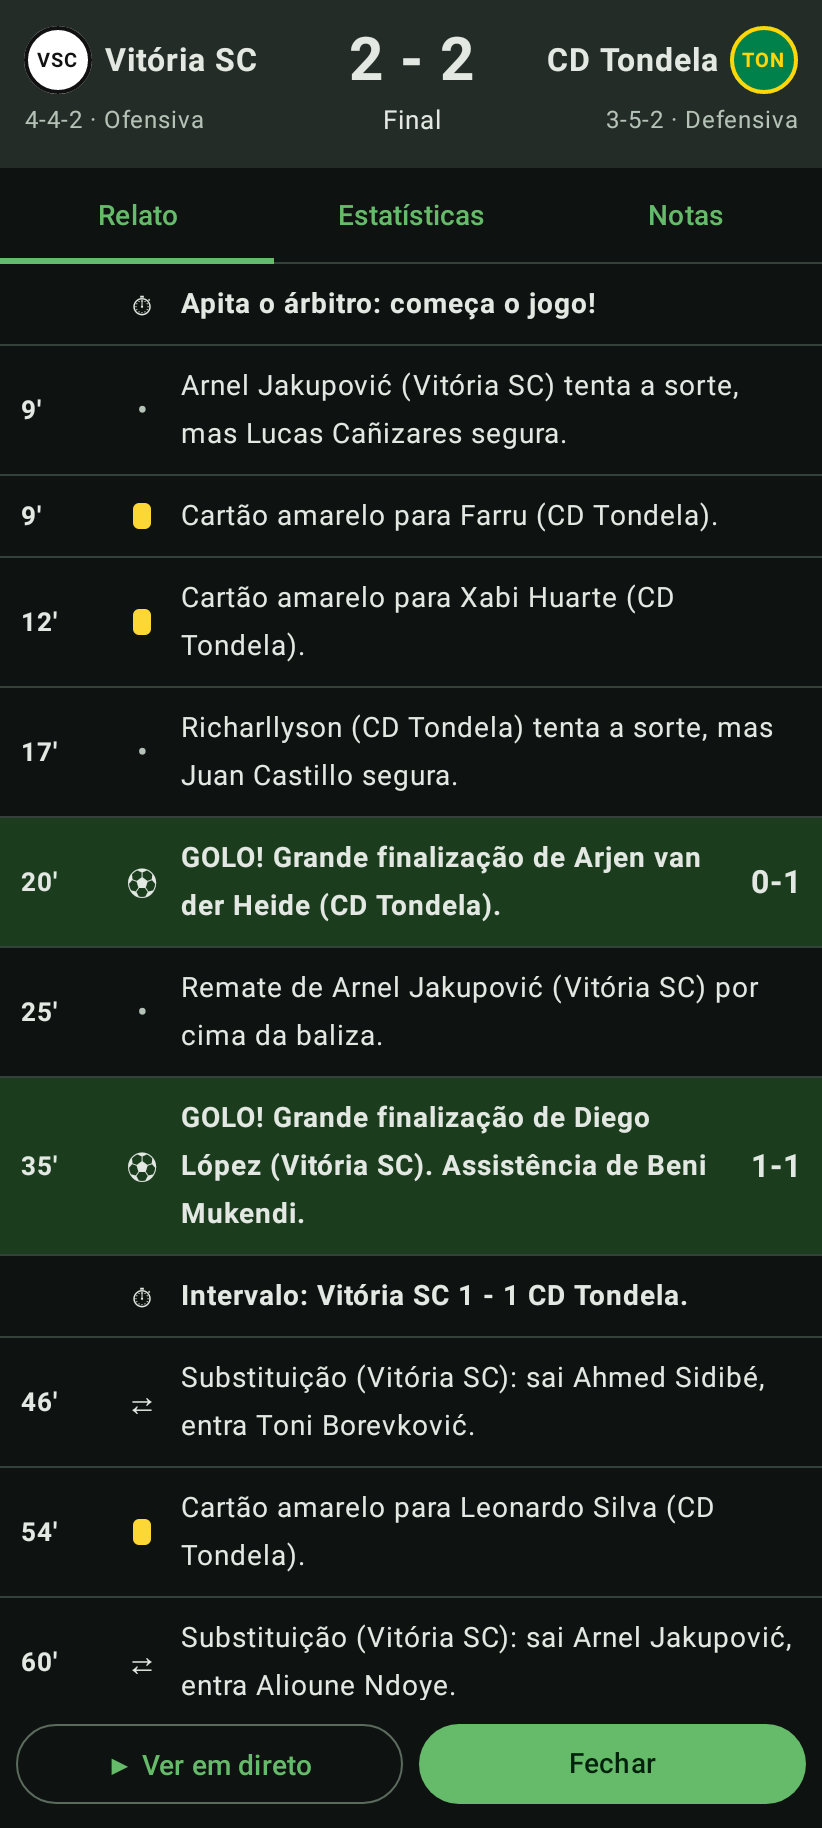 VSC Vitória SC 2 - 2 CD Tondela TON
4-4-2 · Ofensiva Final 3-5-2 · Defensiva
Relato Estatísticas Notas
Apita o árbitro: começa o jogo!
9' Arnel Jakupović (Vitória SC) tenta a sorte,
mas Lucas Cañizares segura.
9' Cartão amarelo para Farru (CD Tondela).
12' Cartão amarelo para Xabi Huarte (CD
Tondela).
17' Richarllyson (CD Tondela) tenta a sorte, mas
Juan Castillo segura.
20' GOLO! Grande finalização de Arjen van
der Heide (CD Tondela). 0-1
25' Remate de Arnel Jakupović (Vitória SC) por
cima da baliza.
35' GOLO! Grande finalização de Diego
López (Vitória SC). Assistência de Beni 1-1
Mukendi.
Intervalo: Vitória SC 1 - 1 CD Tondela.
46' Substituição (Vitória SC): sai Ahmed Sidibé,
entra Toni Borevković.
54' Cartão amarelo para Leonardo Silva (CD
Tondela).
60' Substituição (Vitória SC): sai Arnel Jakupović,
entra Alioune Ndoye.
► Ver em direto Fechar